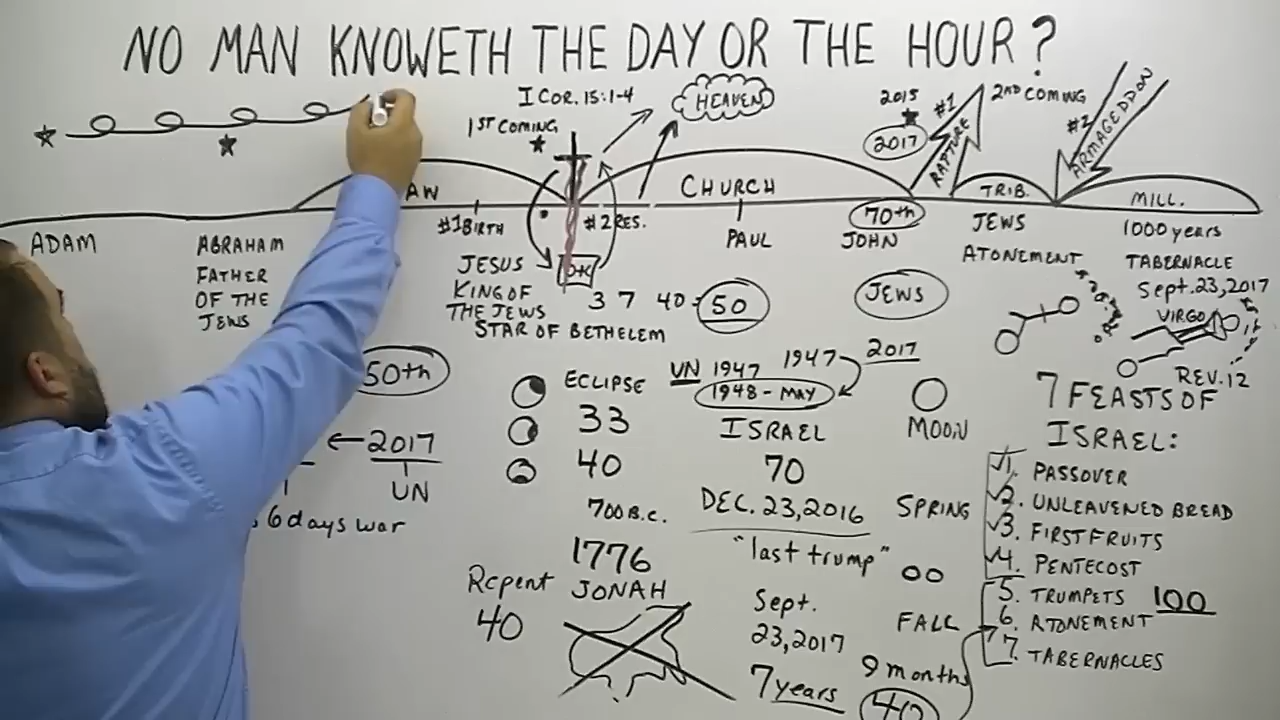 NO MAN KNOWETH THE DAY OR THE HOUR?
I COR. 15:1-4
HEAVEN
1ST COMING
2015
2017
#1
RAPTURE
2ND COMING
#2
ARMAGEDDON
AW
CHURCH
TRIB.
MILL.
#1 BIRTH
#2 RES.
70th
JEWS
1000 years
ADAM
ABRAHAM
FATHER
OF THE
JEWS
PAUL
JOHN
ATONEMENT
TABERNACLE
Sept. 23, 2017
JESUS
KING OF
THE JEWS
STAR OF BETHELEM
3 7 40 = 50
JEWS
VIRGO
REV. 12
50th
ECLIPSE
33
40
UN 1947
1948 - MAY
1947
2017
ISRAEL
70
MOON
7 FEASTS OF
ISRAEL:
2017
UN
6 days war
700 B.C.
1776
JONAH
Repent
40
DEC. 23, 2016
"last trump"
Sept.
23, 2017
7 years
SPRING
FALL
9 months
40
1. PASSOVER
2. UNLEAVENED BREAD
3. FIRST FRUITS
4. PENTECOST
5. TRUMPETS 100
6. ATONEMENT
7. TABERNACLES